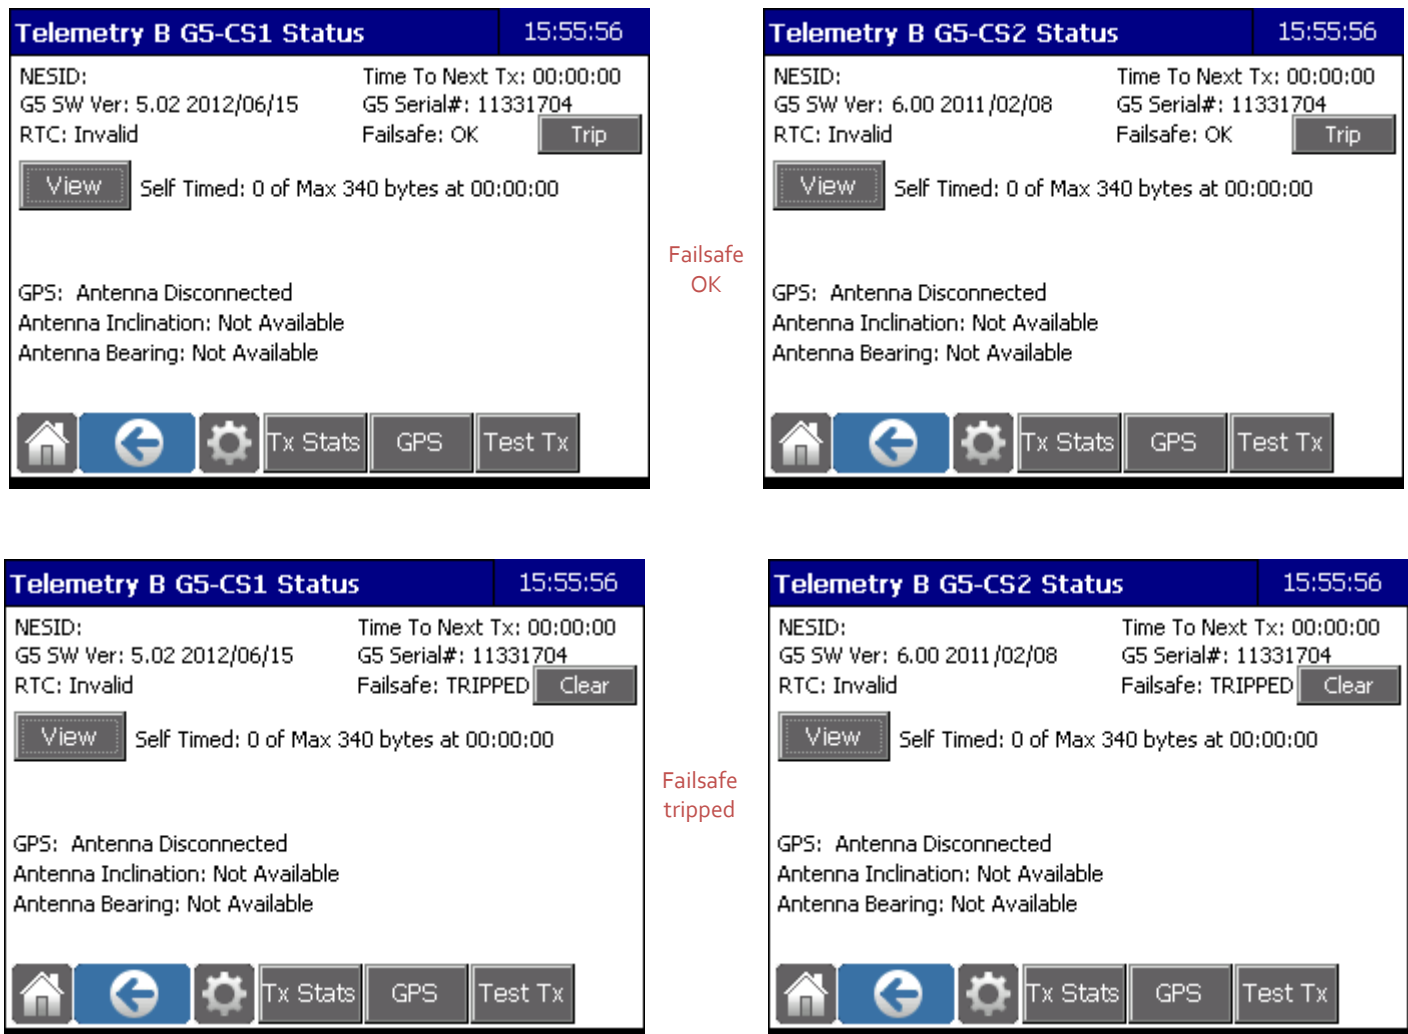 Telemetry B G5-CS1 Status 15:55:56
NESID: Time To Next Tx: 00:00:00
G5 SW Ver: 5.02 2012/06/15 G5 Serial#: 11331704
RTC: Invalid Failsafe: OK Trip
View Self Timed: 0 of Max 340 bytes at 00:00:00
GPS: Antenna Disconnected
Antenna Inclination: Not Available
Antenna Bearing: Not Available
Tx Stats GPS Test Tx
Failsafe
OK
Telemetry B G5-CS2 Status 15:55:56
NESID: Time To Next Tx: 00:00:00
G5 SW Ver: 6.00 2011/02/08 G5 Serial#: 11331704
RTC: Invalid Failsafe: OK Trip
View Self Timed: 0 of Max 340 bytes at 00:00:00
GPS: Antenna Disconnected
Antenna Inclination: Not Available
Antenna Bearing: Not Available
Tx Stats GPS Test Tx
Telemetry B G5-CS1 Status 15:55:56
NESID: Time To Next Tx: 00:00:00
G5 SW Ver: 5.02 2012/06/15 G5 Serial#: 11331704
RTC: Invalid Failsafe: TRIPPED Clear
View Self Timed: 0 of Max 340 bytes at 00:00:00
GPS: Antenna Disconnected
Antenna Inclination: Not Available
Antenna Bearing: Not Available
Tx Stats GPS Test Tx
Failsafe
tripped
Telemetry B G5-CS2 Status 15:55:56
NESID: Time To Next Tx: 00:00:00
G5 SW Ver: 6.00 2011/02/08 G5 Serial#: 11331704
RTC: Invalid Failsafe: TRIPPED Clear
View Self Timed: 0 of Max 340 bytes at 00:00:00
GPS: Antenna Disconnected
Antenna Inclination: Not Available
Antenna Bearing: Not Available
Tx Stats GPS Test Tx